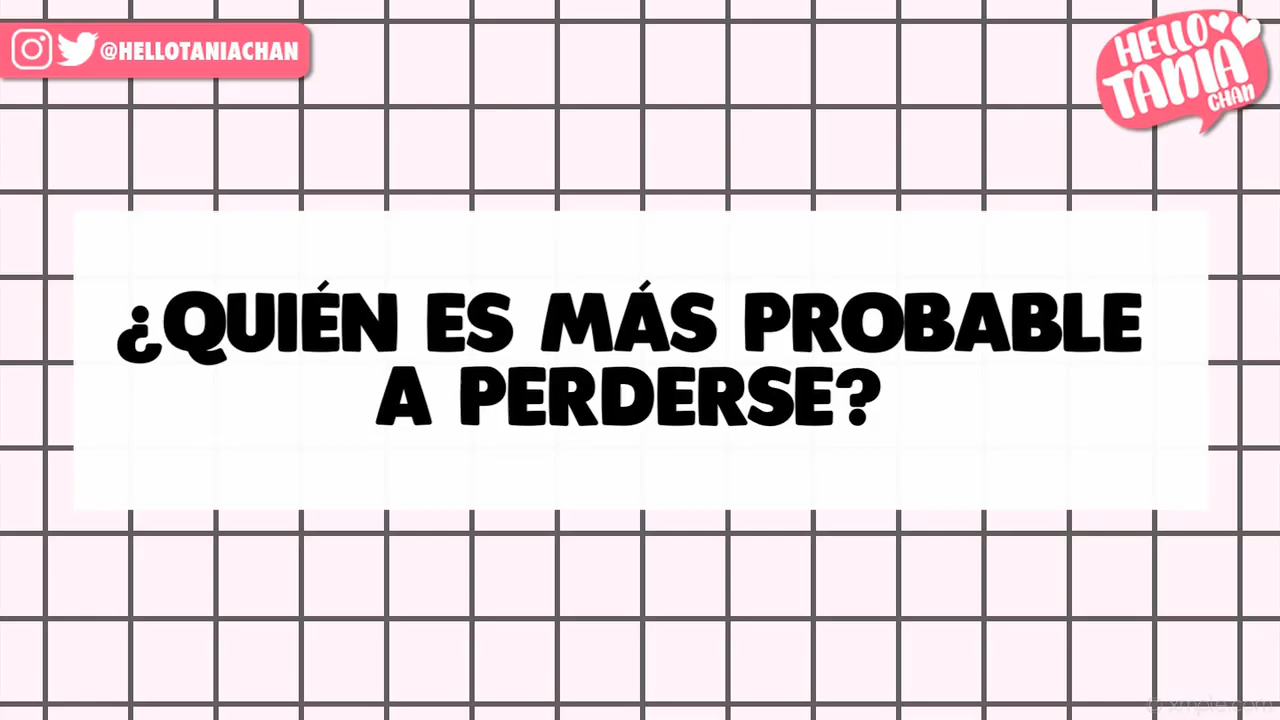 @HELLOTANIACHAN
HELLO
TANIA
CHAN
¿QUIÉN ES MÁS PROBABLE
A PERDERSE?